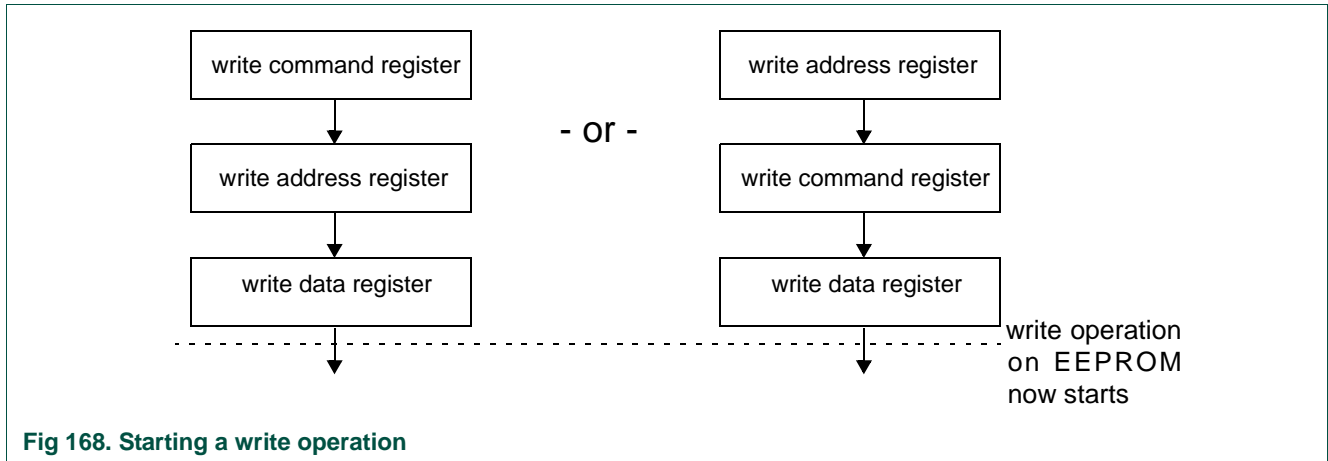 write command register
write address register
write data register
- or -
write address register
write command register
write data register
write operation
on EEPROM
now starts
Fig 168. Starting a write operation